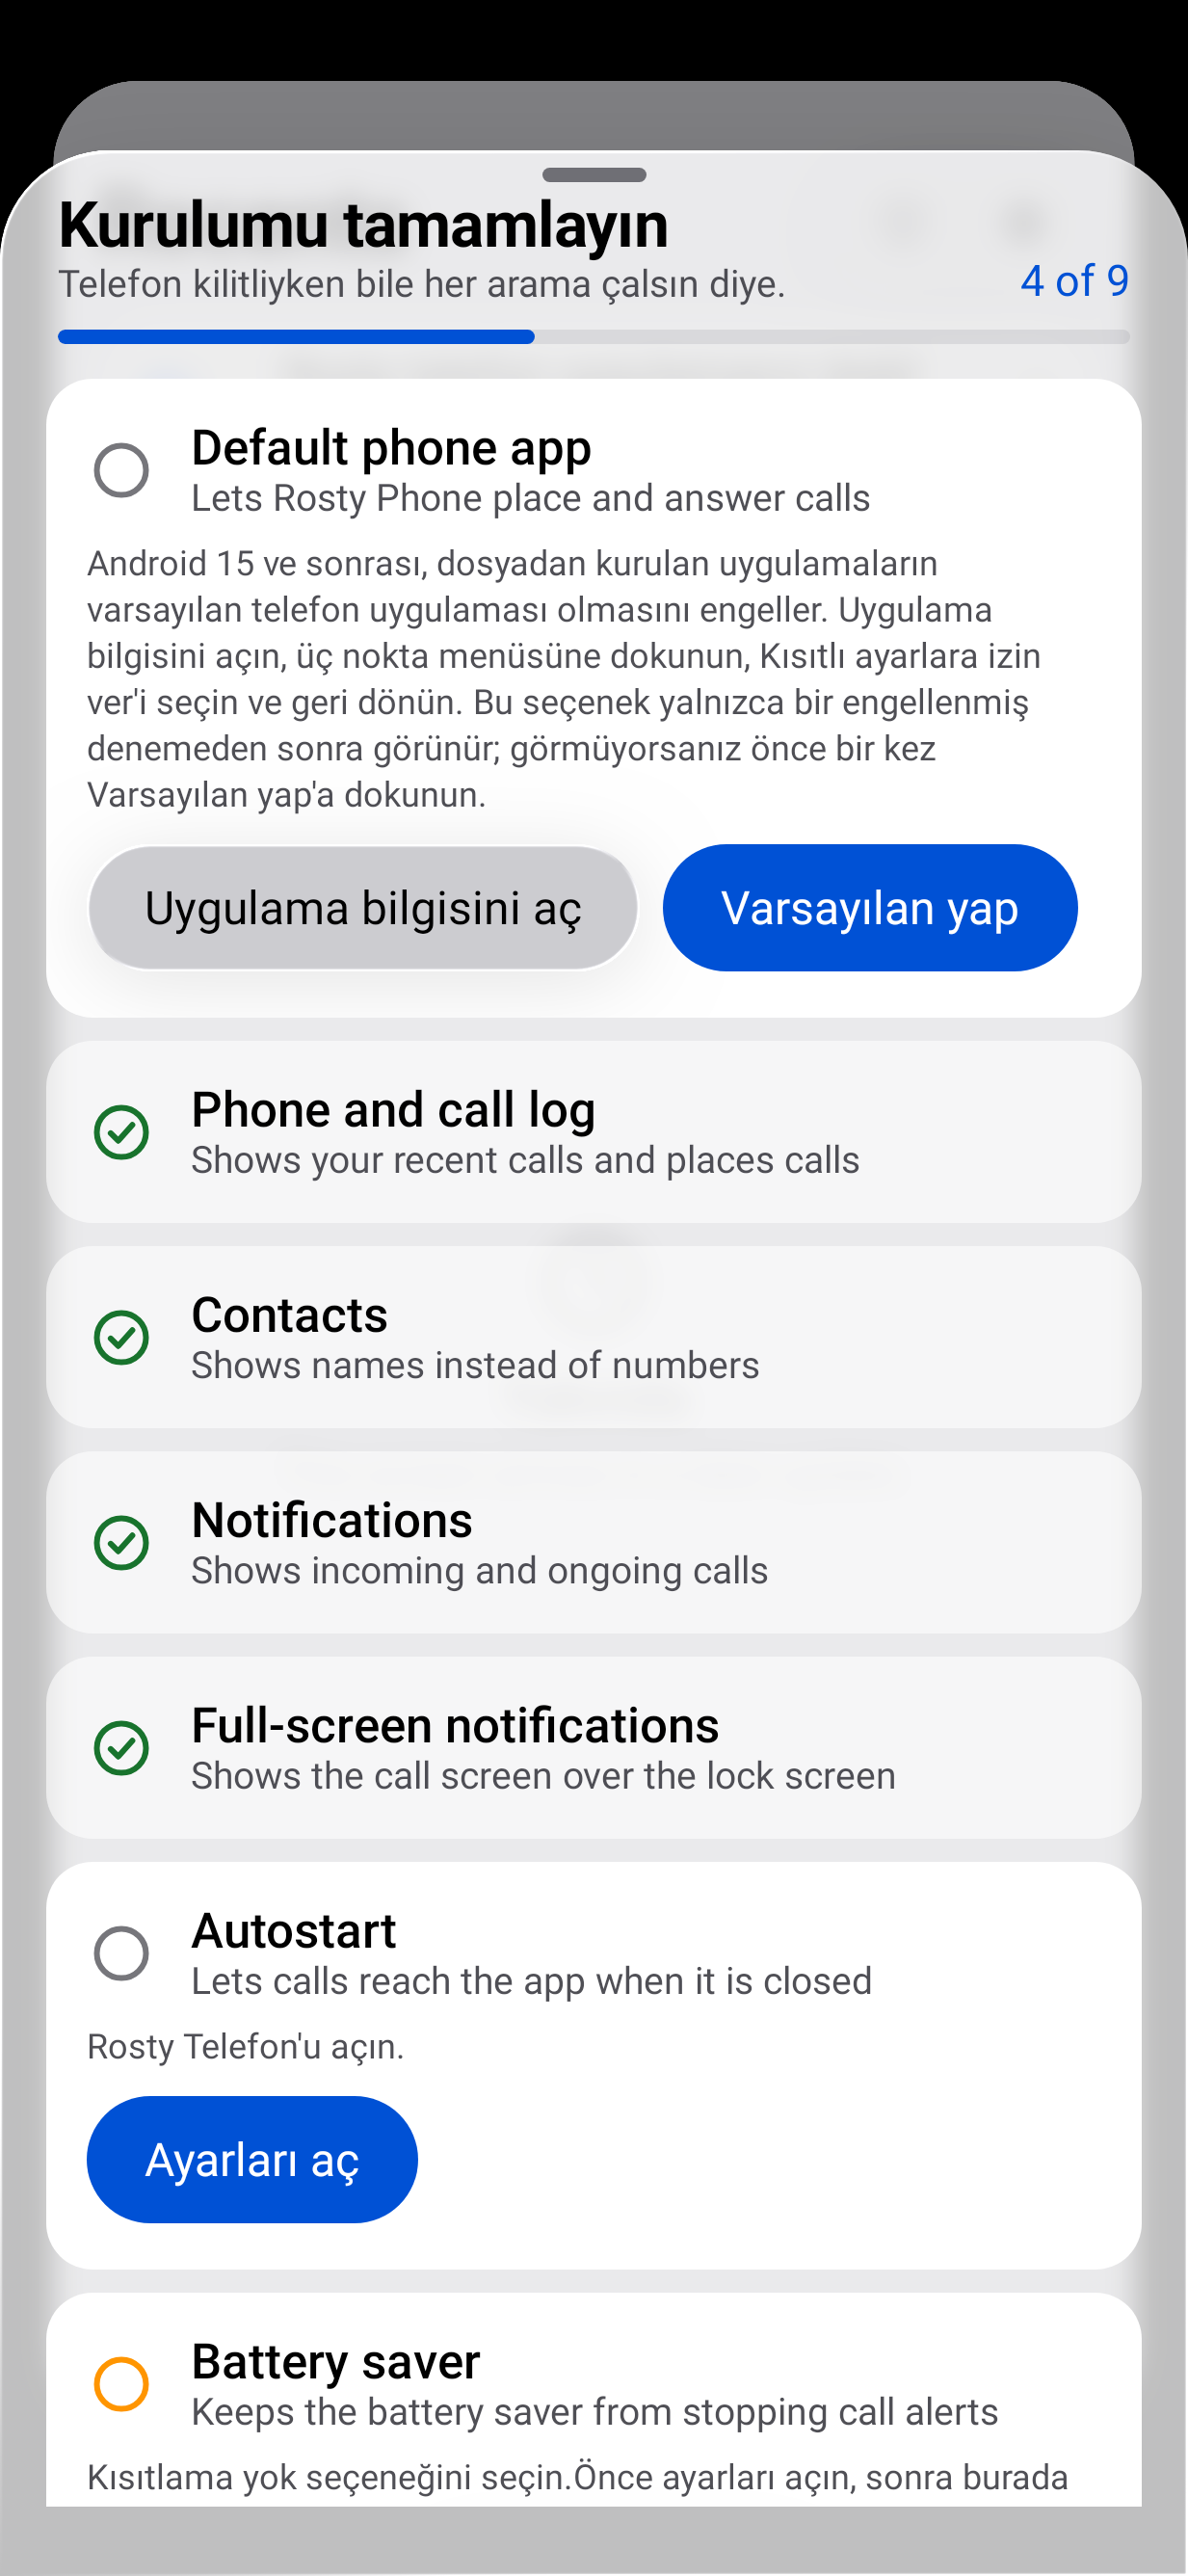 Kurulumu tamamlayın
Telefon kilitliyken bile her arama çalsın diye.
4 of 9
Default phone app
Lets Rosty Phone place and answer calls
Android 15 ve sonrası, dosyadan kurulan uygulamaların
varsayılan telefon uygulaması olmasını engeller. Uygulama
bilgisini açın, üç nokta menüsüne dokunun, Kısıtlı ayarlara izin
ver'i seçin ve geri dönün. Bu seçenek yalnızca bir engellenmiş
denemeden sonra görünür; görmüyorsanız önce bir kez
Varsayılan yap'a dokunun.
Uygulama bilgisini aç
Varsayılan yap
Phone and call log
Shows your recent calls and places calls
Contacts
Shows names instead of numbers
Notifications
Shows incoming and ongoing calls
Full-screen notifications
Shows the call screen over the lock screen
Autostart
Lets calls reach the app when it is closed
Rosty Telefon'u açın.
Ayarları aç
Battery saver
Keeps the battery saver from stopping call alerts
Kısıtlama yok seçeneğini seçin.Önce ayarları açın, sonra burada